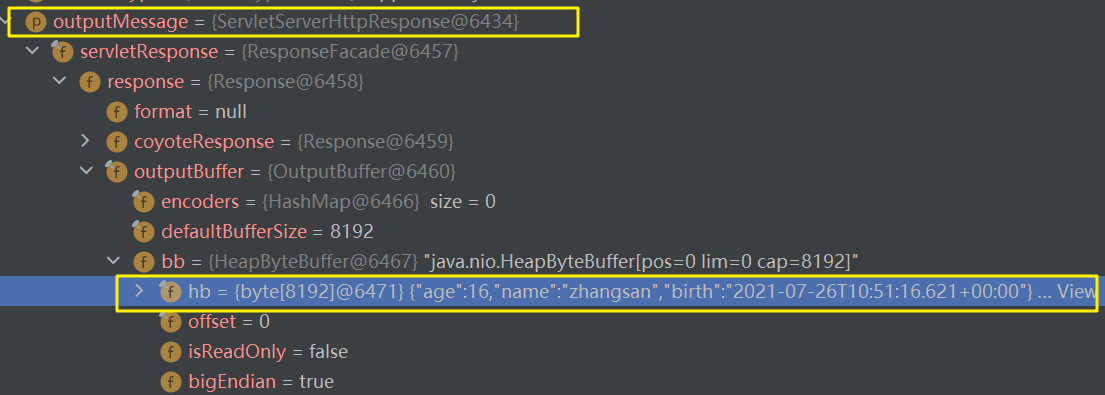 p outputMessage = {ServletServerHttpResponse@6434}
f servletResponse = {ResponseFacade@6457}
f response = {Response@6458}
f format = null
f coyoteResponse = {Response@6459}
f outputBuffer = {OutputBuffer@6460}
f encoders = {HashMap@6466} size = 0
f defaultBufferSize = 8192
f bb = {HeapByteBuffer@6467} "java.nio.HeapByteBuffer[pos=0 lim=0 cap=8192]"
f hb = {byte[8192]@6471} {"age":16,"name":"zhangsan","birth":"2021-07-26T10:51:16.621+00:00"} ... View
f offset = 0
f isReadOnly = false
f bigEndian = true